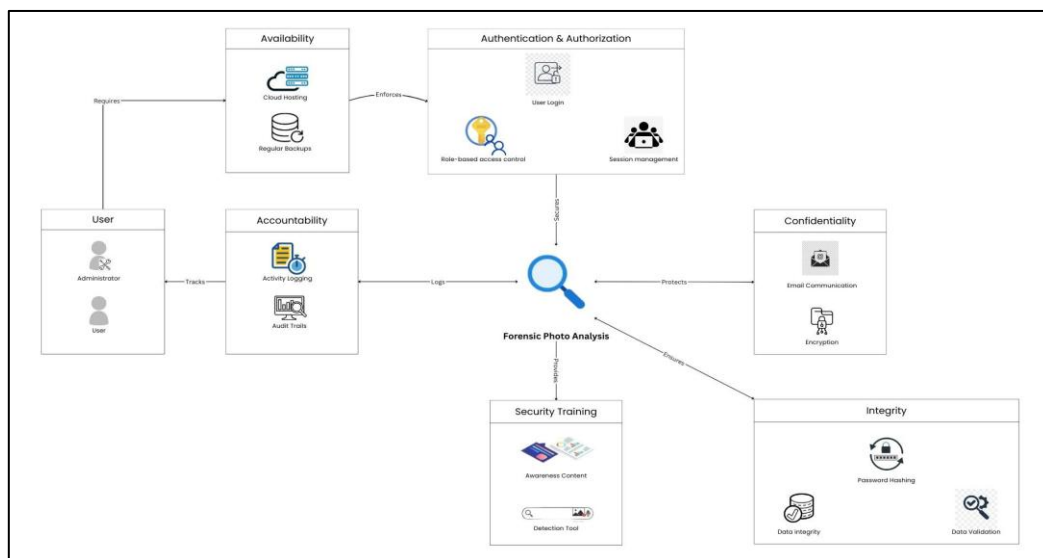 Availability
Cloud Hosting
Regular Backups
Requires
Enforces
Authentication & Authorization
User Login
Role-based access control
Session management
Secures
User
Administrator
User
Tracks
Accountability
Activity Logging
Audit Trails
Logs
Forensic Photo Analysis
Protects
Confidentiality
Email Communication
Encryption
Ensures
Provides
Security Training
Awareness Content
Detection Tool
Integrity
Password Hashing
Data integrity
Data Validation